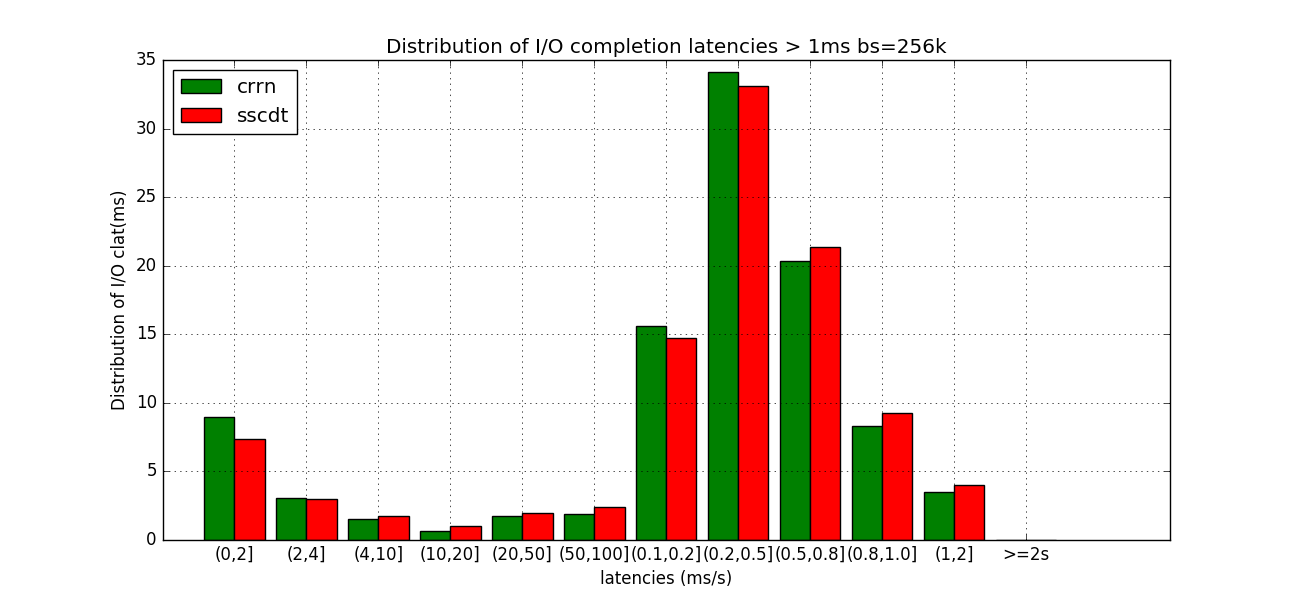 Distribution of I/O completion latencies > 1ms bs=256k
crrn
sscdt
35
30
25
20
15
10
5
0
Distribution of I/O clat(ms)
(0,2] (2,4] (4,10] (10,20] (20,50] (50,100] (0.1,0.2] (0.2,0.5] (0.5,0.8] (0.8,1.0] (1,2] >=2s
latencies (ms/s)